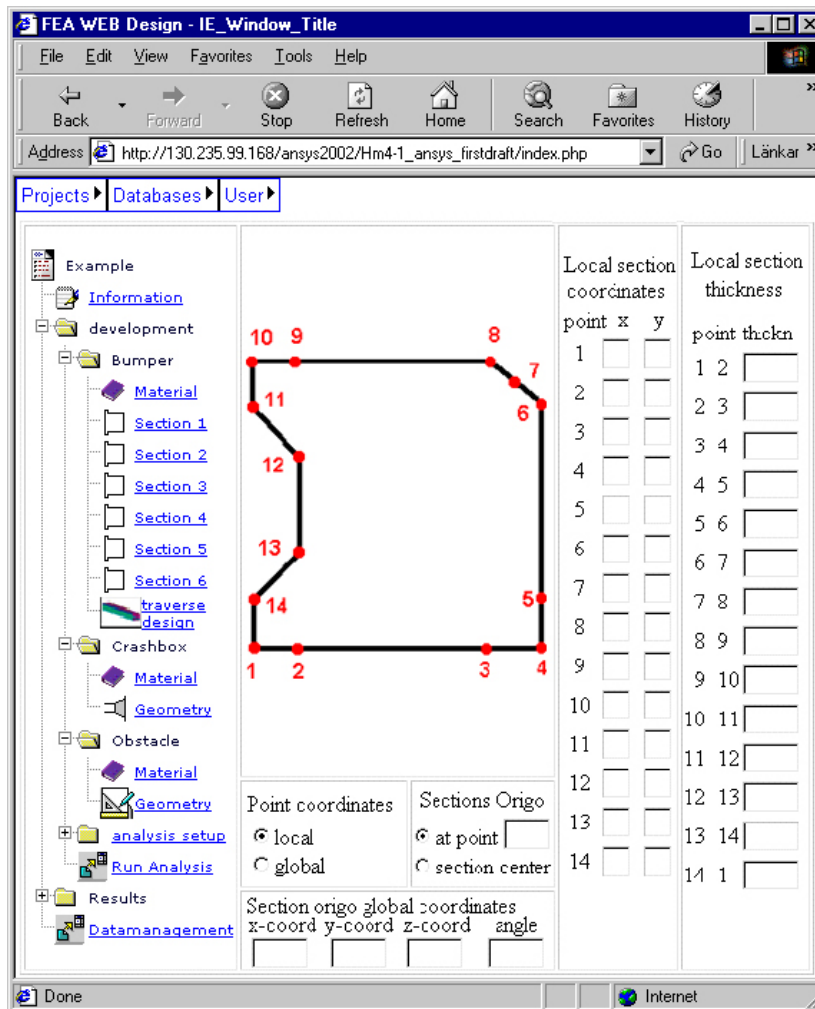 FEA WEB Design - IE_Window_Title
File Edit View Favorites Tools Help
Back Forward Stop Refresh Home Search Favorites History »
Address http://130.235.99.168/ansys2002/Hm4-1_ansys_firstdraft/index.php Go Länkar »
Projects Databases User
Example
Information
development
Bumper
Material
Section 1
Section 2
Section 3
Section 4
Section 5
Section 6
traverse
design
Crashbox
Material
Geometry
Obstacle
Material
Geometry
analysis setup
Run Analysis
Results
Datamanagement
10 9 8
7
11 6
12
13
14 5
1 2 3 4
Point coordinates
local
global
Sections Origo
at point
section center
Section origo global coordinates
x-coord y-coord z-coord angle
Local section
coordinates
point x y
1
2
3
4
5
6
7
8
9
10
11
12
13
14
Local section
thickness
point thickn
1 2
2 3
3 4
4 5
5 6
6 7
7 8
8 9
9 10
10 11
11 12
12 13
13 14
14 1
Done Internet